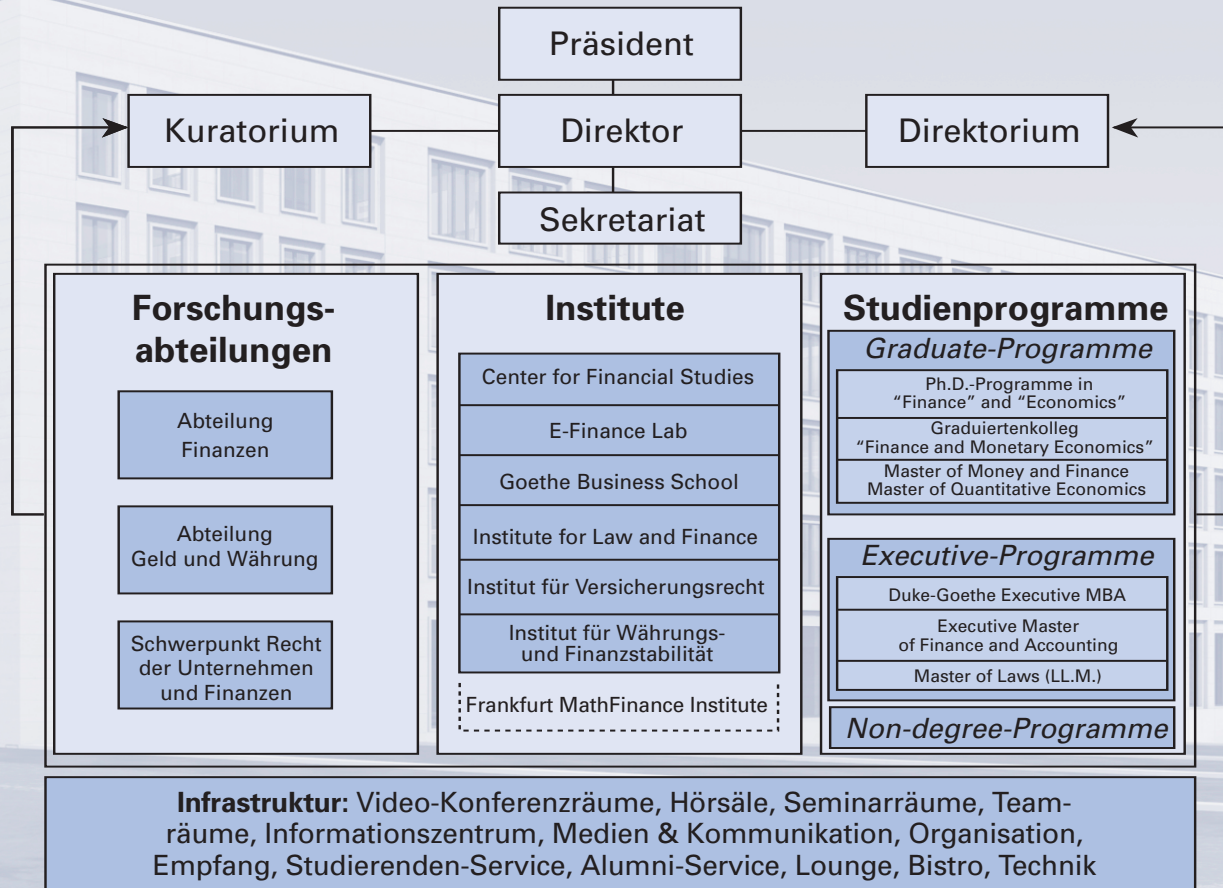 Präsident
Kuratorium
Direktor
Direktorium
Sekretariat
Forschungs-
abteilungen
Abteilung
Finanzen
Abteilung
Geld und Währung
Schwerpunkt Recht
der Unternehmen
und Finanzen
Institute
Center for Financial Studies
E-Finance Lab
Goethe Business School
Institute for Law and Finance
Institut für Versicherungsrecht
Institut für Währungs-
und Finanzstabilität
Frankfurt MathFinance Institute
Studienprogramme
Graduate-Programme
Ph.D.-Programme in
“Finance” and “Economics”
Graduiertenkolleg
“Finance and Monetary Economics”
Master of Money and Finance
Master of Quantitative Economics
Executive-Programme
Duke-Goethe Executive MBA
Executive Master
of Finance and Accounting
Master of Laws (LL.M.)
Non-degree-Programme
Infrastruktur: Video-Konferenzräume, Hörsäle, Seminarräume, Team-
räume, Informationszentrum, Medien & Kommunikation, Organisation,
Empfang, Studierenden-Service, Alumni-Service, Lounge, Bistro, Technik